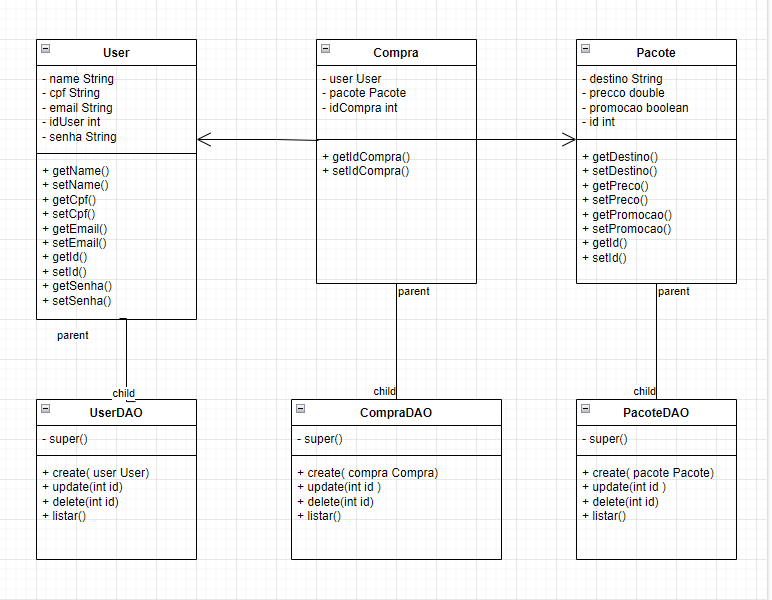 User
- name String
- cpf String
- email String
- idUser int
- senha String
+ getName()
+ setName()
+ getCpf()
+ setCpf()
+ getEmail()
+ setEmail()
+ getId()
+ setId()
+ getSenha()
+ setSenha()
Compra
- user User
- pacote Pacote
- idCompra int
+ getIdCompra()
+ setIdCompra()
Pacote
- destino String
- precco double
- promocao boolean
- id int
+ getDestino()
+ setDestino()
+ getPreco()
+ setPreco()
+ getPromocao()
+ setPromocao()
+ getId()
+ setId()
parent
child
parent
child
parent
child
UserDAO
- super()
+ create( user User)
+ update(int id)
+ delete(int id)
+ listar()
CompraDAO
- super()
+ create( compra Compra)
+ update(int id )
+ delete(int id)
+ listar()
PacoteDAO
- super()
+ create( pacote Pacote)
+ update(int id )
+ delete(int id)
+ listar()